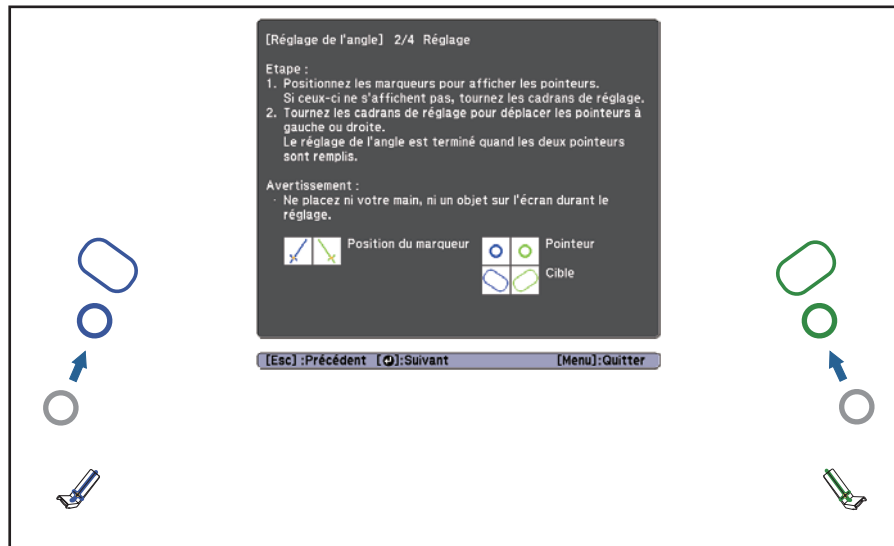 [Réglage de l'angle] 2/4 Réglage
Etape :
1. Positionnez les marqueurs pour afficher les pointeurs.
Si ceux-ci ne s'affichent pas, tournez les cadrans de réglage.
2. Tournez les cadrans de réglage pour déplacer les pointeurs à
gauche ou droite.
Le réglage de l'angle est terminé quand les deux pointeurs
sont remplis.
Avertissement :
· Ne placez ni votre main, ni un objet sur l'écran durant le
réglage.
Position du marqueur
Pointeur
Cible
[Esc] :Précédent [⏎]:Suivant [Menu]:Quitter